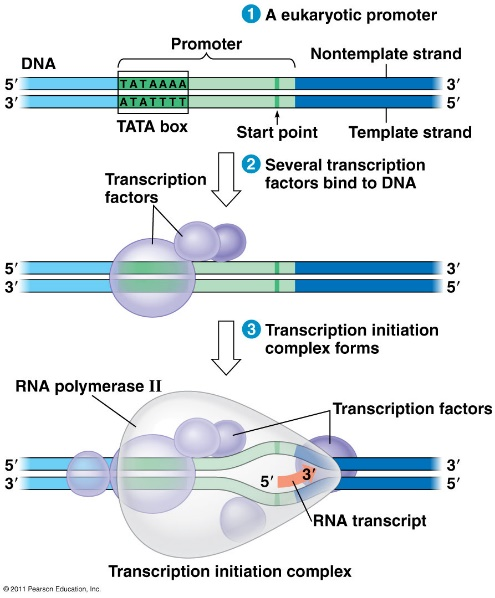 1 A eukaryotic promoter
Promoter
Nontemplate strand
DNA
5′ TATAAAA 3′
3′ ATATTTT 5′
TATA box
Start point
Template strand
2 Several transcription
factors bind to DNA
Transcription
factors
5′ 3′
3′ 5′
3 Transcription initiation
complex forms
RNA polymerase II
Transcription factors
5′ 3′
3′ 5′
5′ 3′
RNA transcript
Transcription initiation complex
© 2011 Pearson Education, Inc.